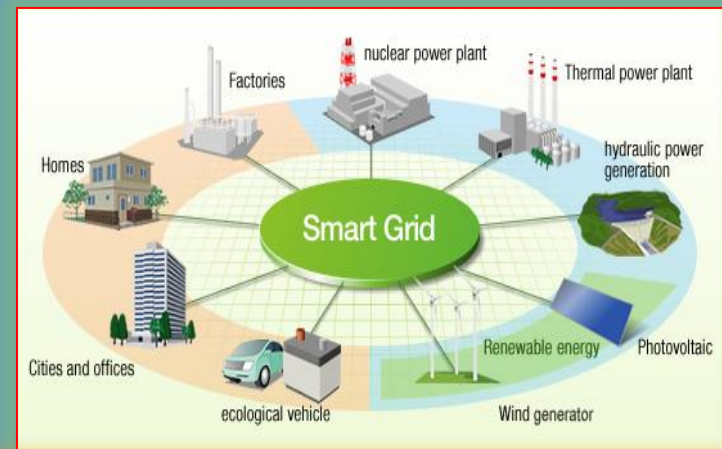 nuclear power plant
Factories
Thermal power plant
Homes
hydraulic power
generation
Smart Grid
Renewable energy
Photovoltaic
Cities and offices
ecological vehicle
Wind generator